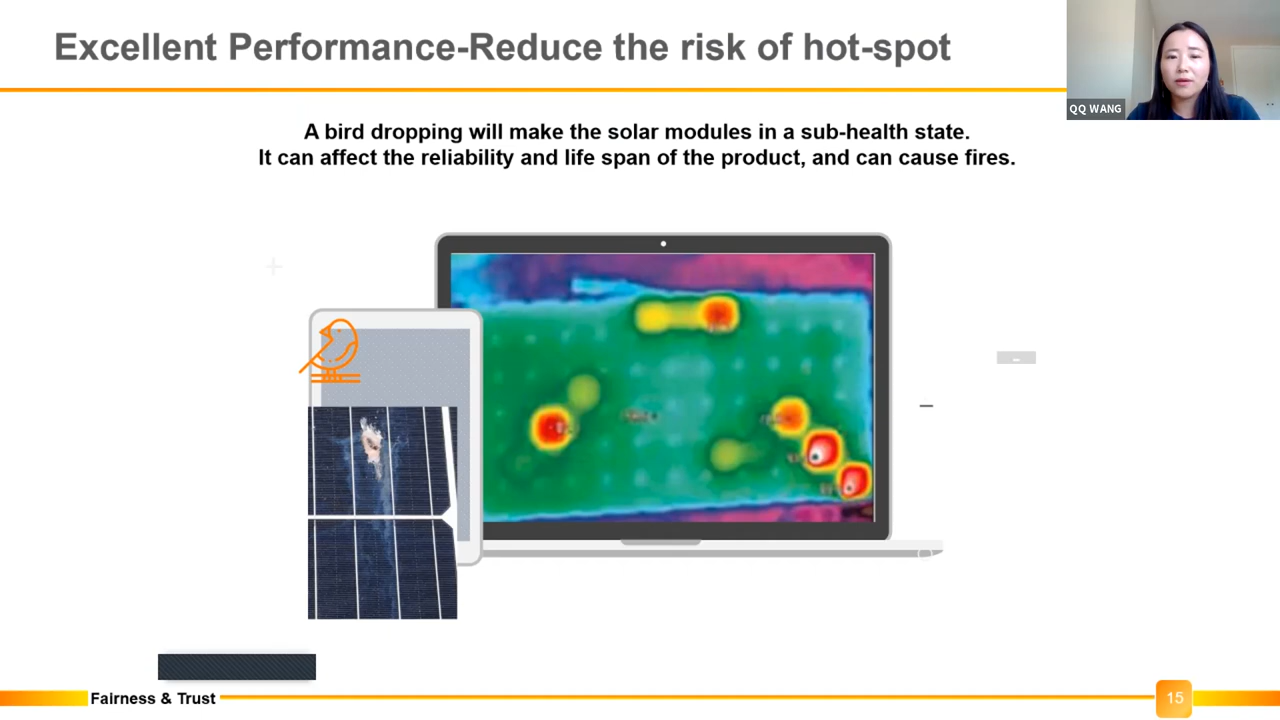 Excellent Performance-Reduce the risk of hot-spot
QQ WANG
A bird dropping will make the solar modules in a sub-health state.
It can affect the reliability and life span of the product, and can cause fires.
Fairness & Trust
15